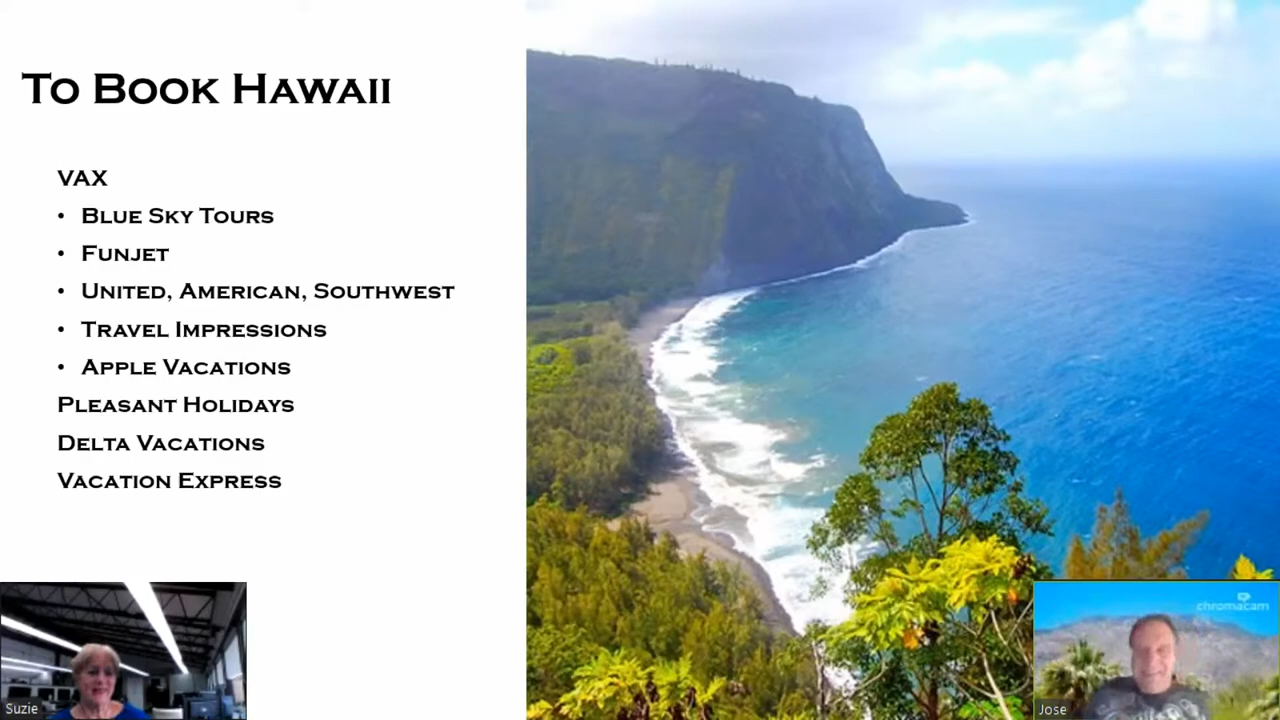 To Book Hawaii
VAX
• Blue Sky Tours
• Funjet
• United, American, Southwest
• Travel Impressions
• Apple Vacations
Pleasant Holidays
Delta Vacations
Vacation Express
chromacam
Suzie
Jose